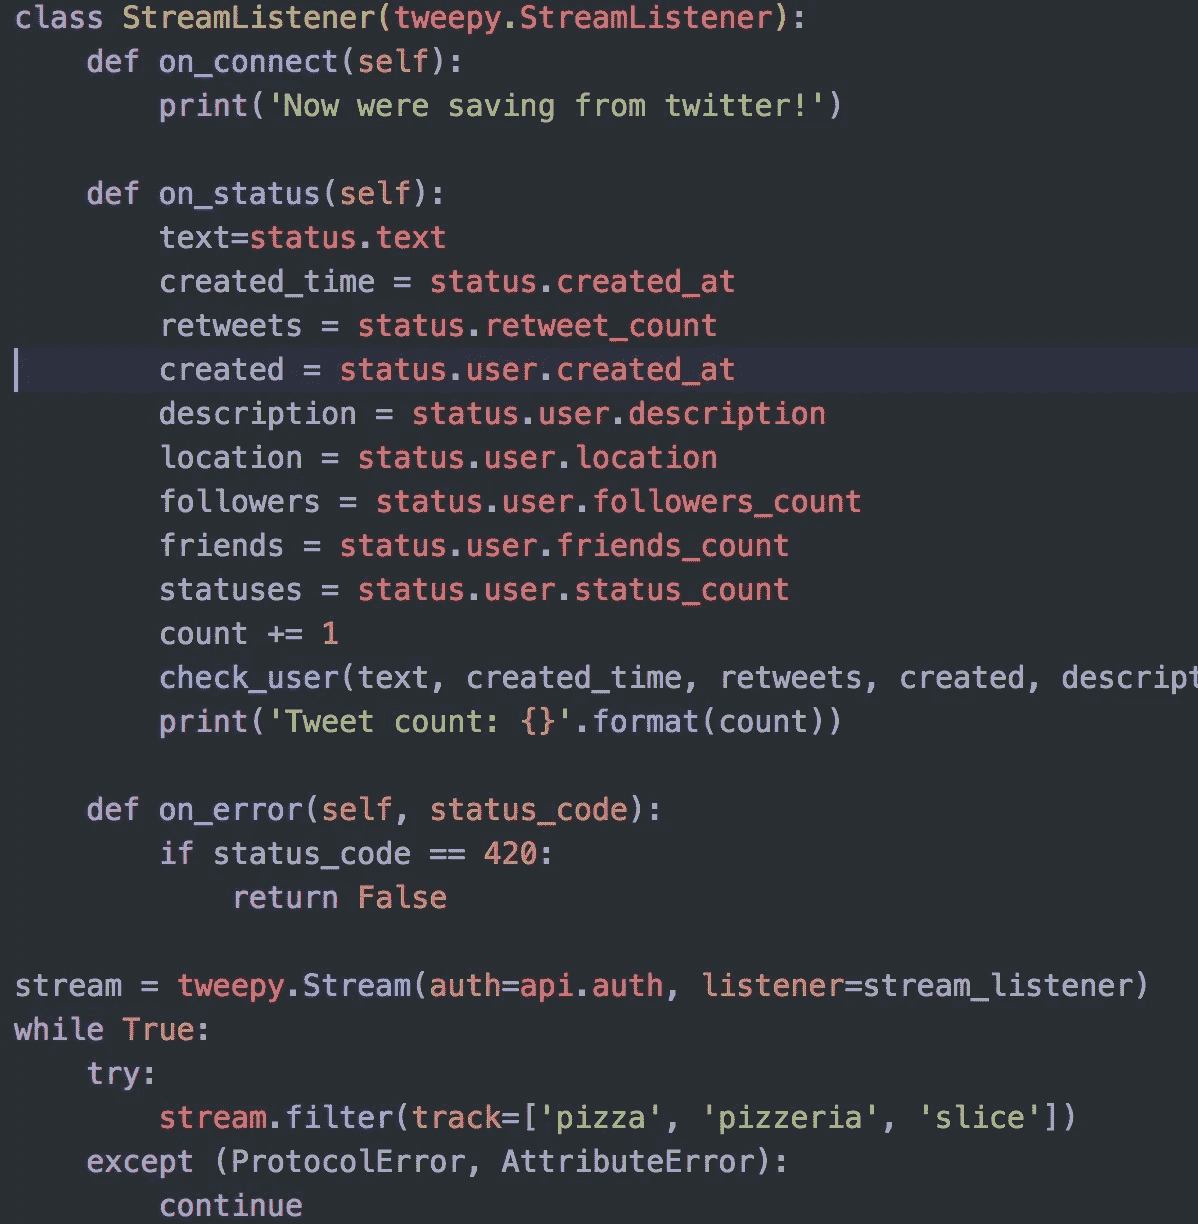 class StreamListener(tweepy.StreamListener):
    def on_connect(self):
        print('Now were saving from twitter!')
    def on_status(self):
        text=status.text
        created_time = status.created_at
        retweets = status.retweet_count
        created = status.user.created_at
        description = status.user.description
        location = status.user.location
        followers = status.user.followers_count
        friends = status.user.friends_count
        statuses = status.user.status_count
        count += 1
        check_user(text, created_time, retweets, created, descript
        print('Tweet count: {}'.format(count))
    def on_error(self, status_code):
        if status_code == 420:
            return False
stream = tweepy.Stream(auth=api.auth, listener=stream_listener)
while True:
    try:
        stream.filter(track=['pizza', 'pizzeria', 'slice'])
    except (ProtocolError, AttributeError):
        continue